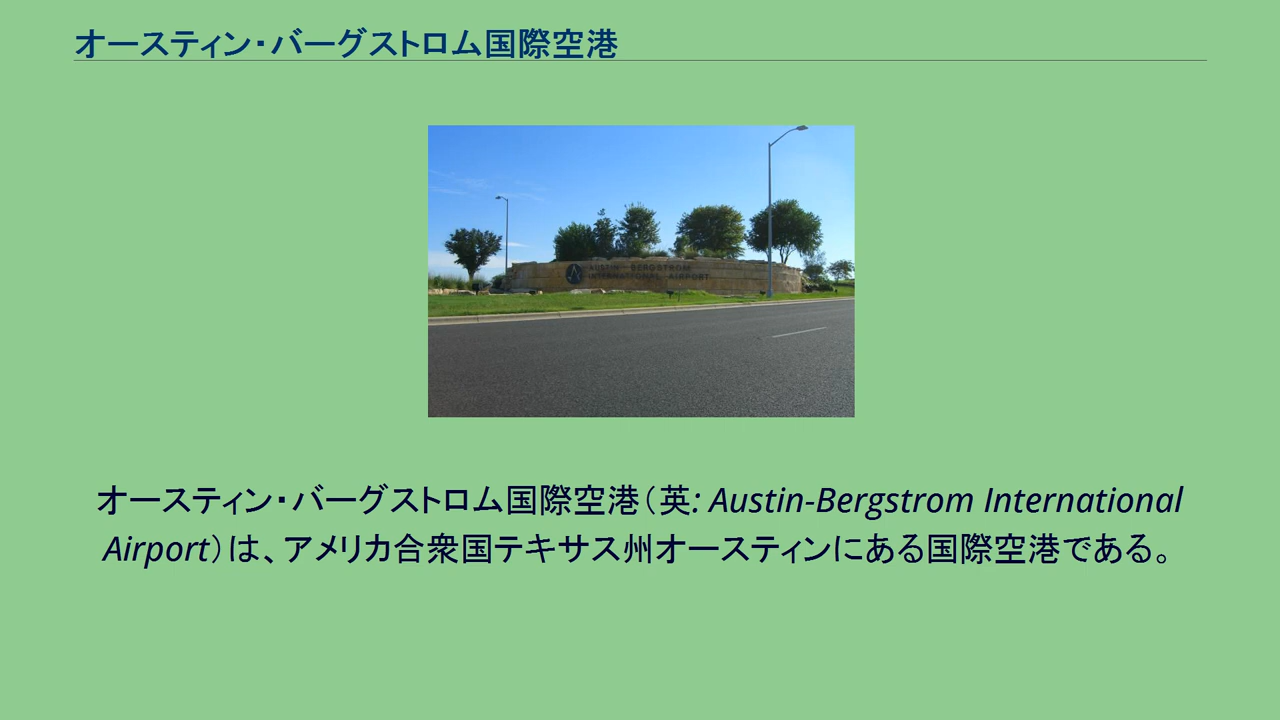 オースティン・バーグストロム国際空港
AUSTIN - BERGSTROM
INTERNATIONAL AIRPORT
オースティン・バーグストロム国際空港（英: Austin-Bergstrom International
Airport）は、アメリカ合衆国テキサス州オースティンにある国際空港である。